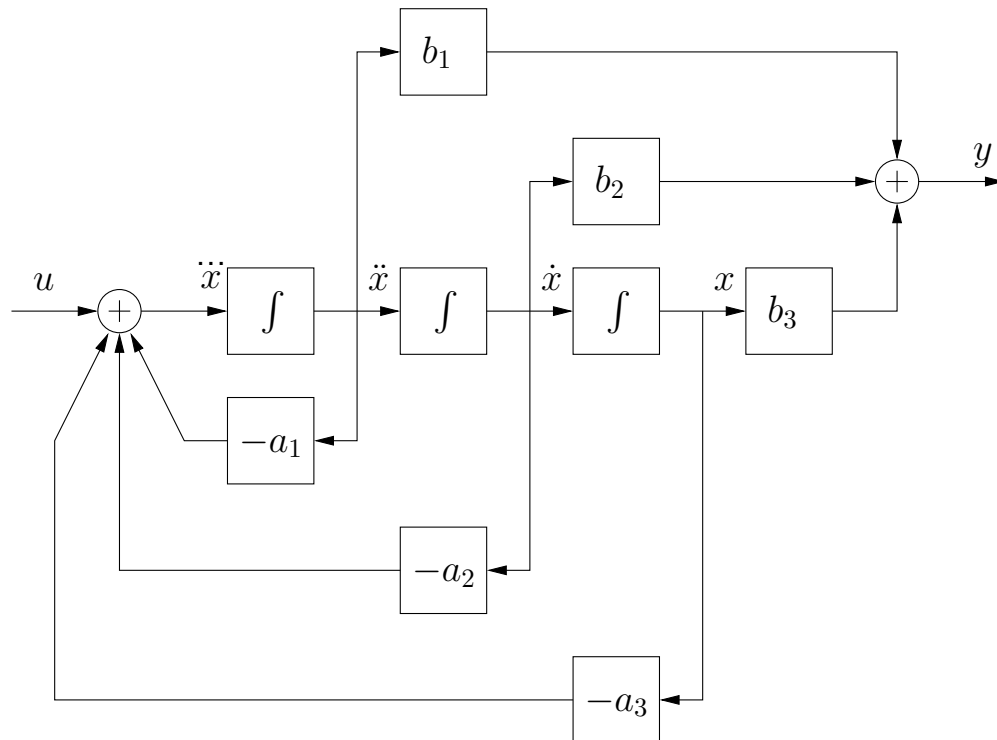 b₁
b₂
y
u
x⃛
∫
ẍ
∫
ẋ
∫
x
b₃
−a₁
−a₂
−a₃
+
+